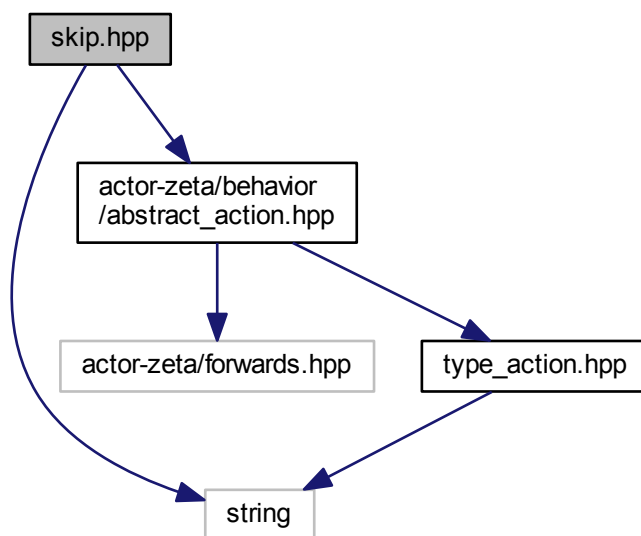 skip.hpp
actor-zeta/behavior
/abstract_action.hpp
actor-zeta/forwards.hpp
type_action.hpp
string